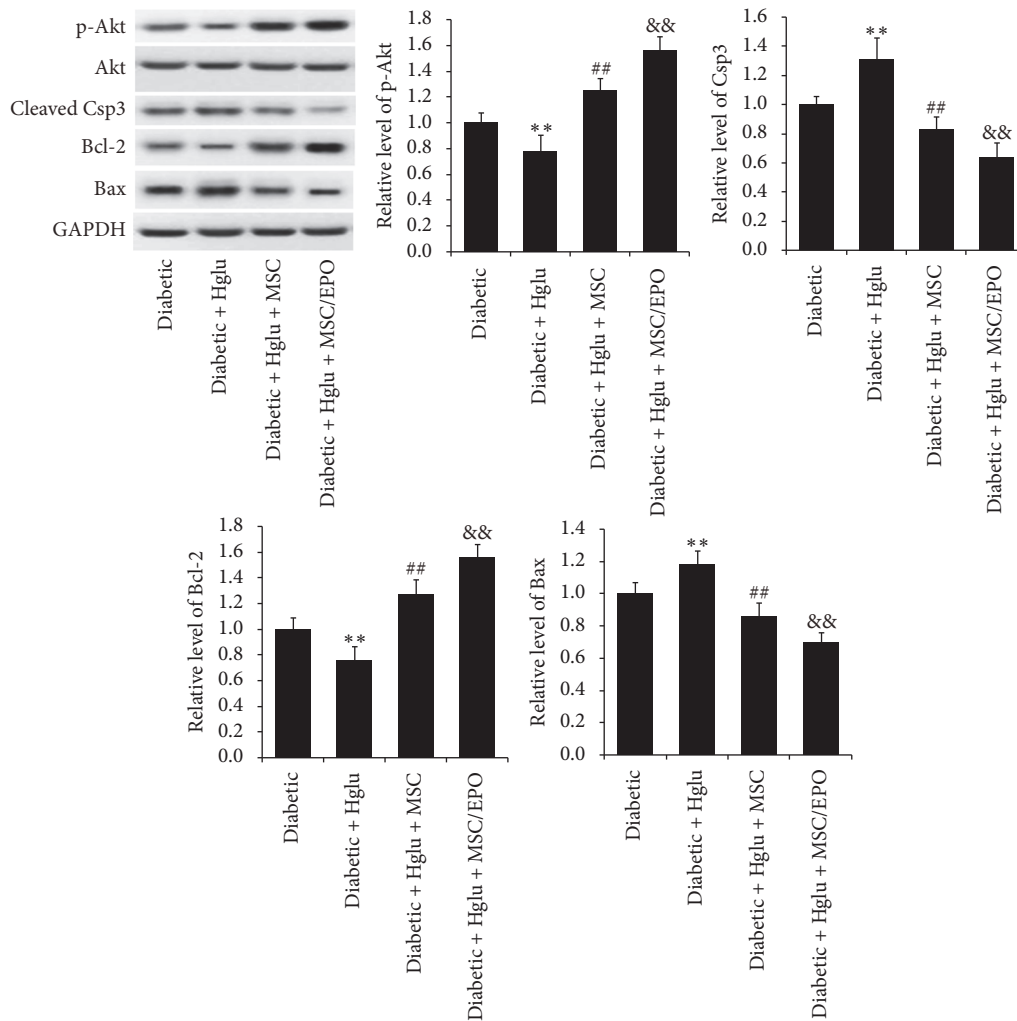 p-Akt
Akt
Cleaved Csp3
Bcl-2
Bax
GAPDH
Diabetic
Diabetic + Hglu
Diabetic + Hglu + MSC
Diabetic + Hglu + MSC/EPO
Relative level of p-Akt
1.8
1.6
1.4
1.2
1.0
0.8
0.6
0.4
0.2
0.0
**
##
&&
Diabetic
Diabetic + Hglu
Diabetic + Hglu + MSC
Diabetic + Hglu + MSC/EPO
Relative level of Csp3
1.6
1.4
1.2
1.0
0.8
0.6
0.4
0.2
0.0
**
##
&&
Diabetic
Diabetic + Hglu
Diabetic + Hglu + MSC
Diabetic + Hglu + MSC/EPO
Relative level of Bcl-2
1.8
1.6
1.4
1.2
1.0
0.8
0.6
0.4
0.2
0.0
**
##
&&
Diabetic
Diabetic + Hglu
Diabetic + Hglu + MSC
Diabetic + Hglu + MSC/EPO
Relative level of Bax
1.4
1.2
1.0
0.8
0.6
0.4
0.2
0.0
**
##
&&
Diabetic
Diabetic + Hglu
Diabetic + Hglu + MSC
Diabetic + Hglu + MSC/EPO